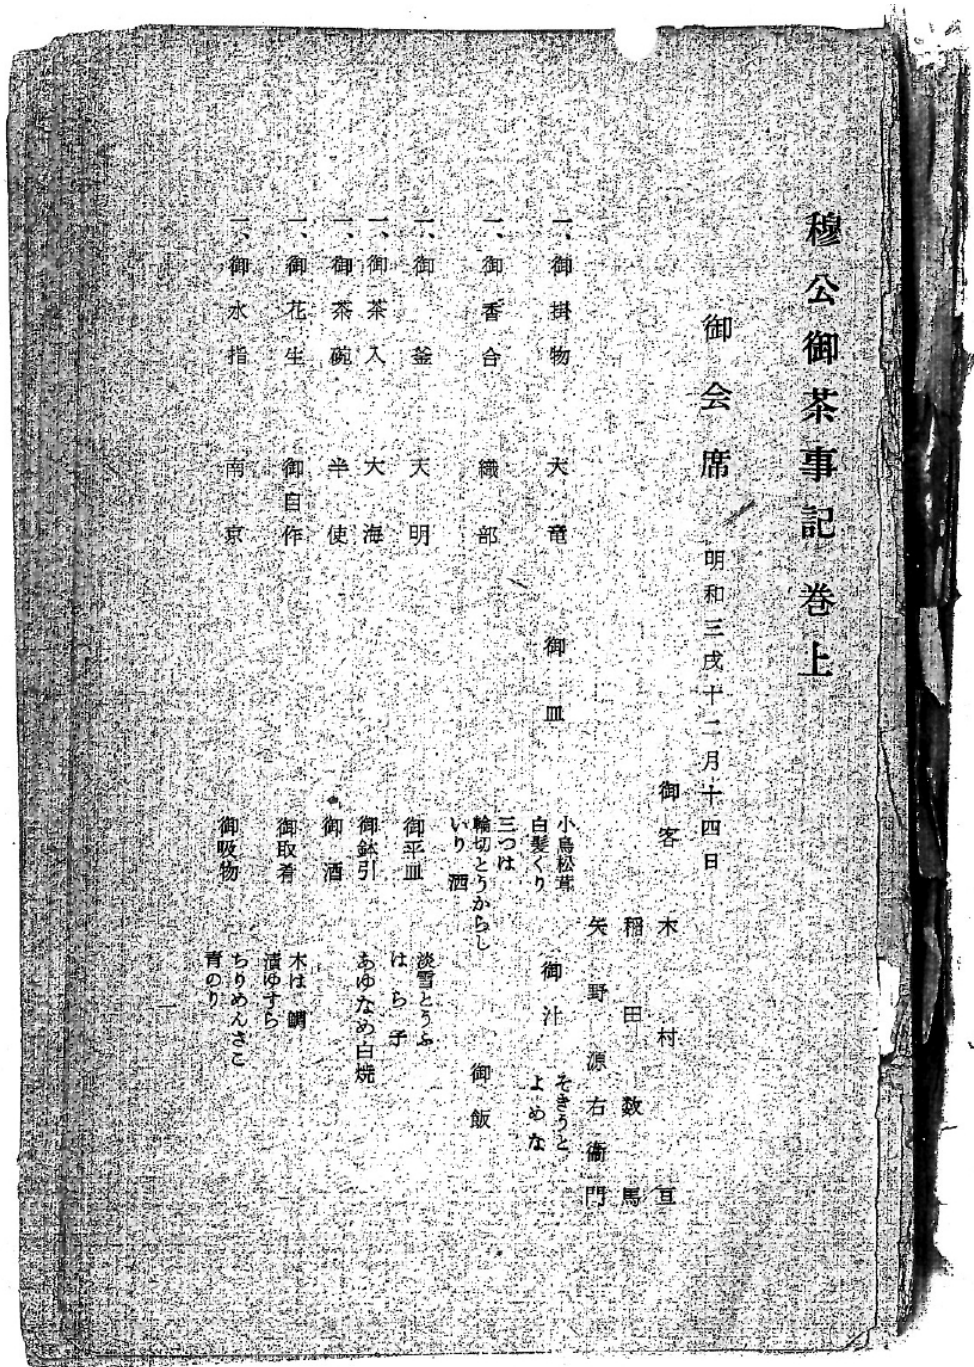 穆公御茶事記巻上
御会席　明和三戌十二月十四日
御客　木村亘
稲田数馬
矢野源右衞門
一、御掛物　大竜
一、御香合　織部
一、御釜　天明
一、御茶入　大海
一、御茶碗　半使
一、御花生　御自作
一、御水指　南京
御皿
小鳥松茸
白髪くり
三つは
輪切とうからし
いり酒
御汁
そきうと
よめな
御飯
御平皿
淡雪とうふ
はらら子
御鉢引　あゆなめ白焼
御酒
御取肴
木は鯛
漬ゆすら
御吸物
ちりめんさこ
青のり